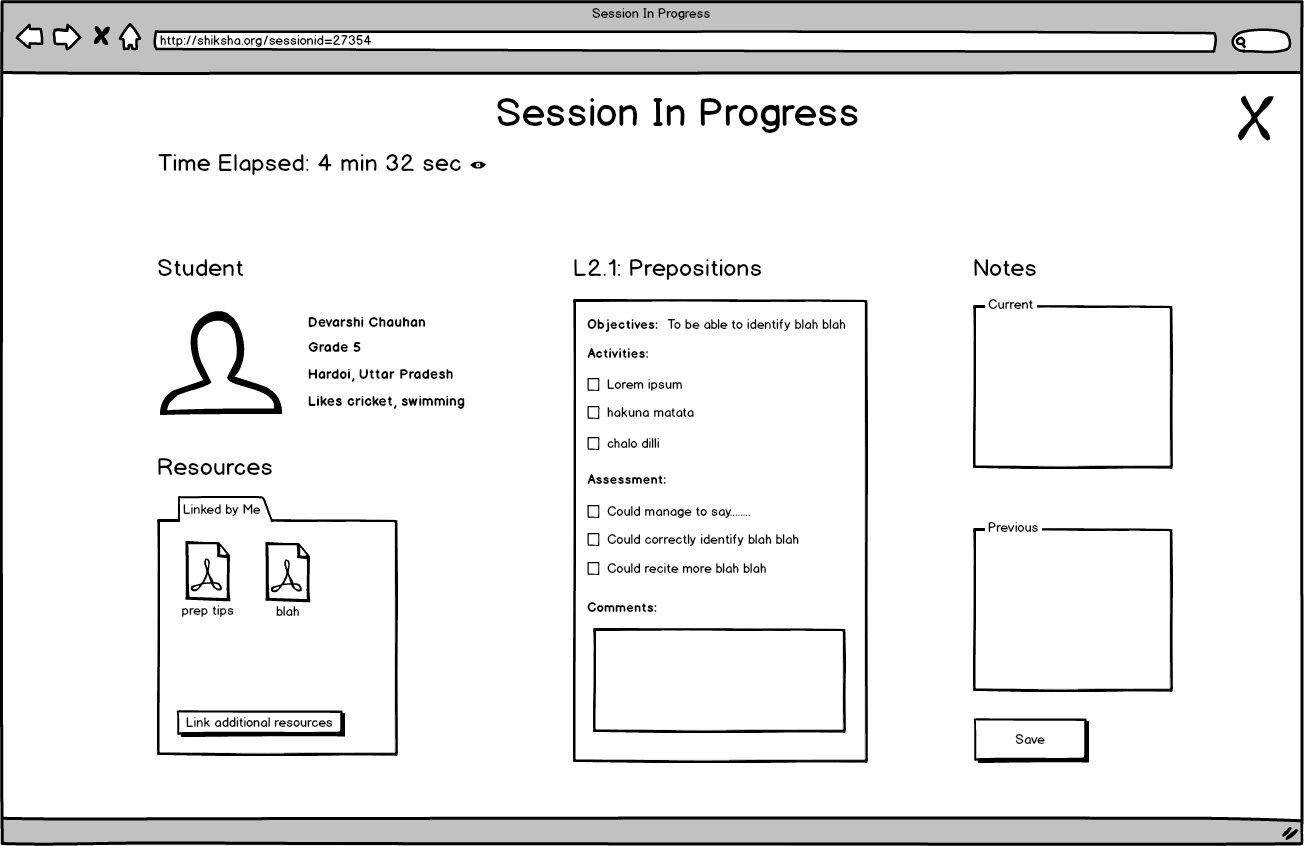 Session In Progress
http://shiksha.org/sessionid=27354
Session In Progress
Time Elapsed: 4 min 32 sec
Student
Devarshi Chauhan
Grade 5
Hardoi, Uttar Pradesh
Likes cricket, swimming
Resources
Linked by Me
prep tips
blah
Link additional resources
L2.1: Prepositions
Objectives: To be able to identify blah blah
Activities:
Lorem ipsum
hakuna matata
chalo dilli
Assessment:
Could manage to say........
Could correctly identify blah blah
Could recite more blah blah
Comments:
Notes
Current
Previous
Save